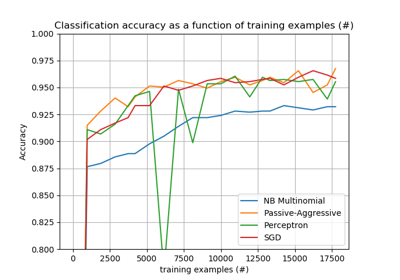 Classification accuracy as a function of training examples (#)
1.000
0.975
0.950
0.925
0.900
0.875
0.850
0.825
0.800
Accuracy
NB Multinomial
Passive-Aggressive
Perceptron
SGD
0 2500 5000 7500 10000 12500 15000 17500
training examples (#)